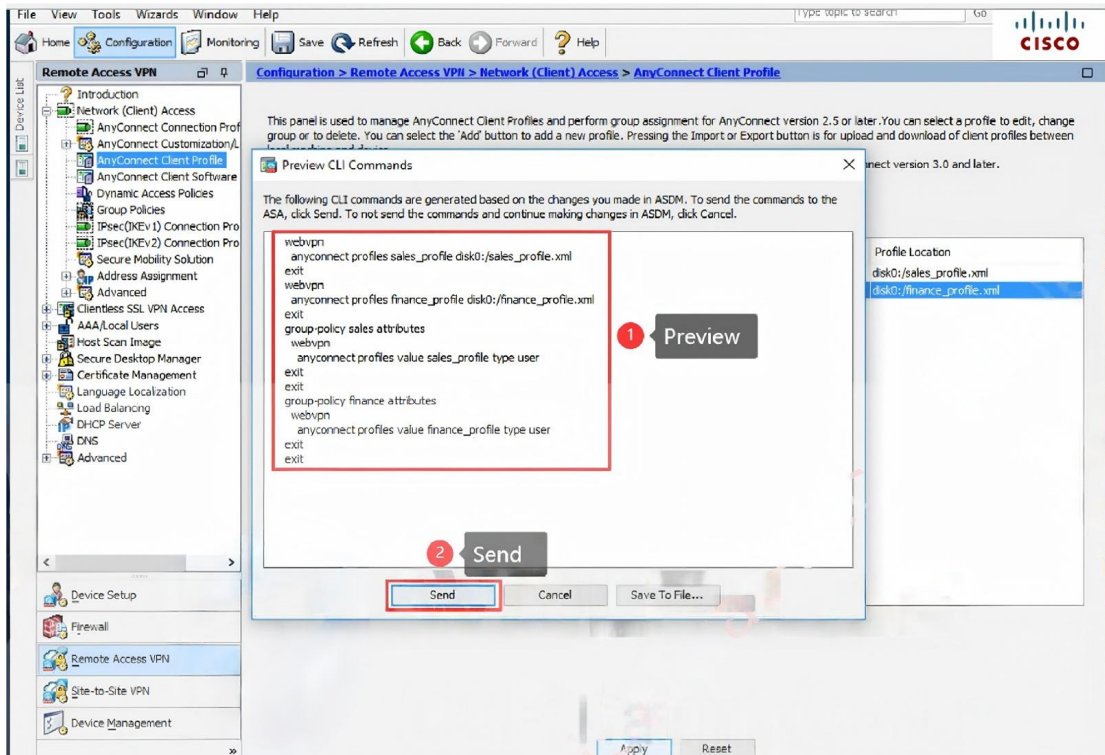 File View Tools Wizards Window Help
Type topic to search Go
Home Configuration Monitoring Save Refresh Back Forward Help
CISCO
Device List
Remote Access VPN
Introduction
Network (Client) Access
AnyConnect Connection Prof
AnyConnect Customization/L
AnyConnect Client Profile
AnyConnect Client Software
Dynamic Access Policies
Group Policies
IPsec(IKEv1) Connection Pro
IPsec(IKEv2) Connection Pro
Secure Mobility Solution
Address Assignment
Advanced
Clientless SSL VPN Access
AAA/Local Users
Host Scan Image
Secure Desktop Manager
Certificate Management
Language Localization
Load Balancing
DHCP Server
DNS
Advanced
Device Setup
Firewall
Remote Access VPN
Site-to-Site VPN
Device Management
»
Configuration > Remote Access VPN > Network (Client) Access > AnyConnect Client Profile
This panel is used to manage AnyConnect Client Profiles and perform group assignment for AnyConnect version 2.5 or later.You can select a profile to edit, change
group or to delete. You can select the 'Add' button to add a new profile. Pressing the Import or Export button is for upload and download of client profiles between
local machine and device.
nnect version 3.0 and later.
Profile Location
disk0:/sales_profile.xml
disk0:/finance_profile.xml
Preview CLI Commands
The following CLI commands are generated based on the changes you made in ASDM. To send the commands to the
ASA, click Send. To not send the commands and continue making changes in ASDM, click Cancel.
webvpn
anyconnect profiles sales_profile disk0:/sales_profile.xml
exit
webvpn
anyconnect profiles finance_profile disk0:/finance_profile.xml
exit
group-policy sales attributes
webvpn
anyconnect profiles value sales_profile type user
exit
exit
group-policy finance attributes
webvpn
anyconnect profiles value finance_profile type user
exit
exit
1 Preview
2 Send
Send Cancel Save To File...
Apply Reset